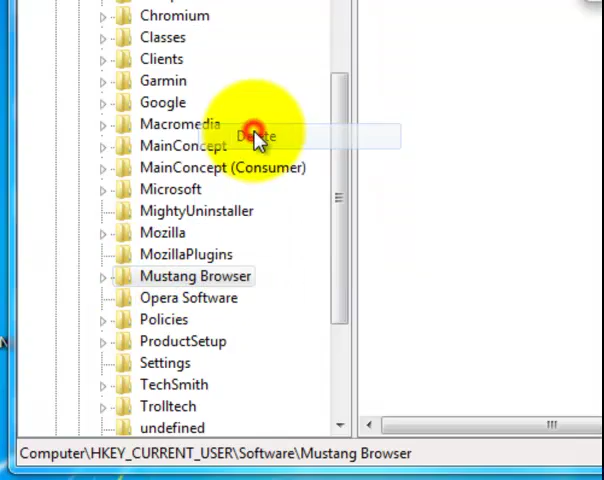 Chromium
Classes
Clients
Garmin
Google
Macromedia
Delete
MainConcept
MainConcept (Consumer)
Microsoft
MightyUninstaller
Mozilla
MozillaPlugins
Mustang Browser
Opera Software
Policies
ProductSetup
Settings
TechSmith
Trolltech
undefined
Computer\HKEY_CURRENT_USER\Software\Mustang Browser